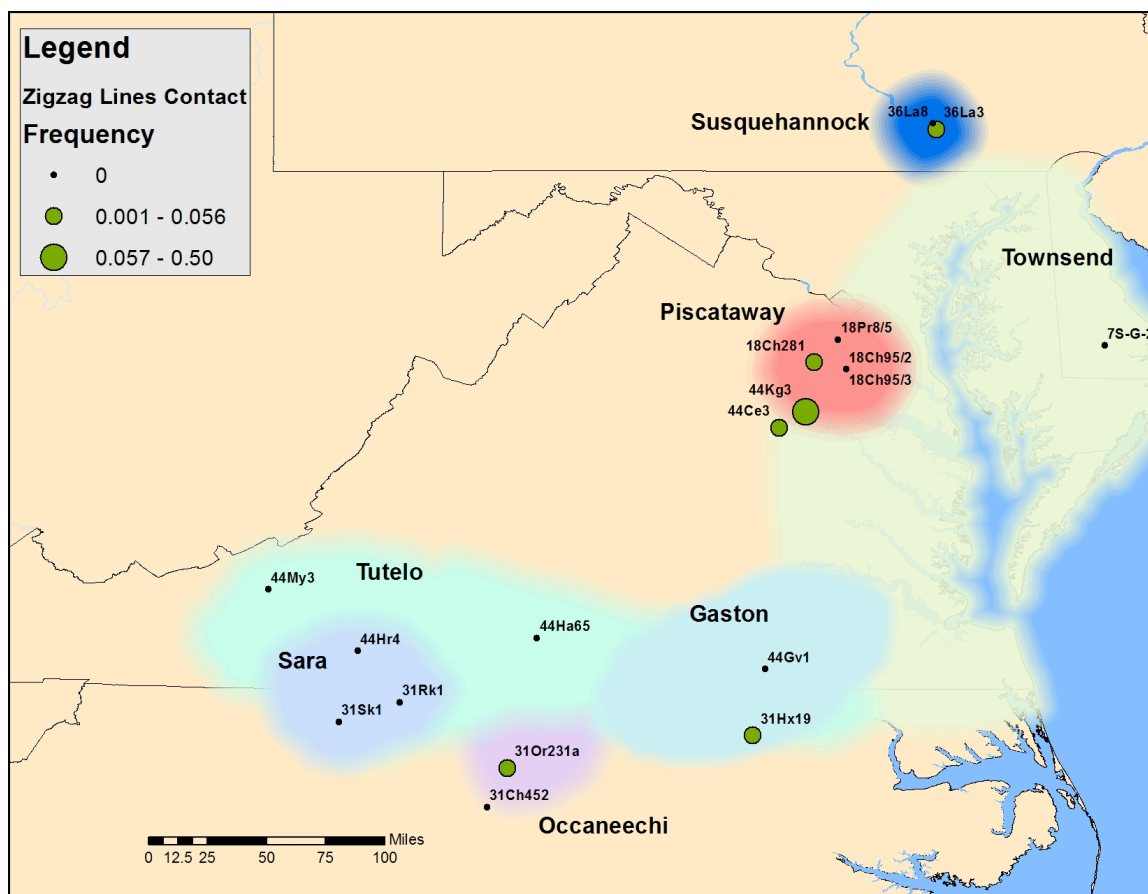 Legend
Zigzag Lines Contact
Frequency
0
0.001 - 0.056
0.057 - 0.50
Susquehannock
36La8
36La3
Townsend
Piscataway
18Pr8/5
7S-G-2
18Ch281
18Ch95/2
18Ch95/3
44Kg3
44Ce3
Tutelo
44My3
Gaston
44Ha65
44Hr4
Sara
44Gv1
31Rk1
31Sk1
31Hx19
31Or231a
31Ch452
Occaneechi
Miles
0 12.5 25 50 75 100